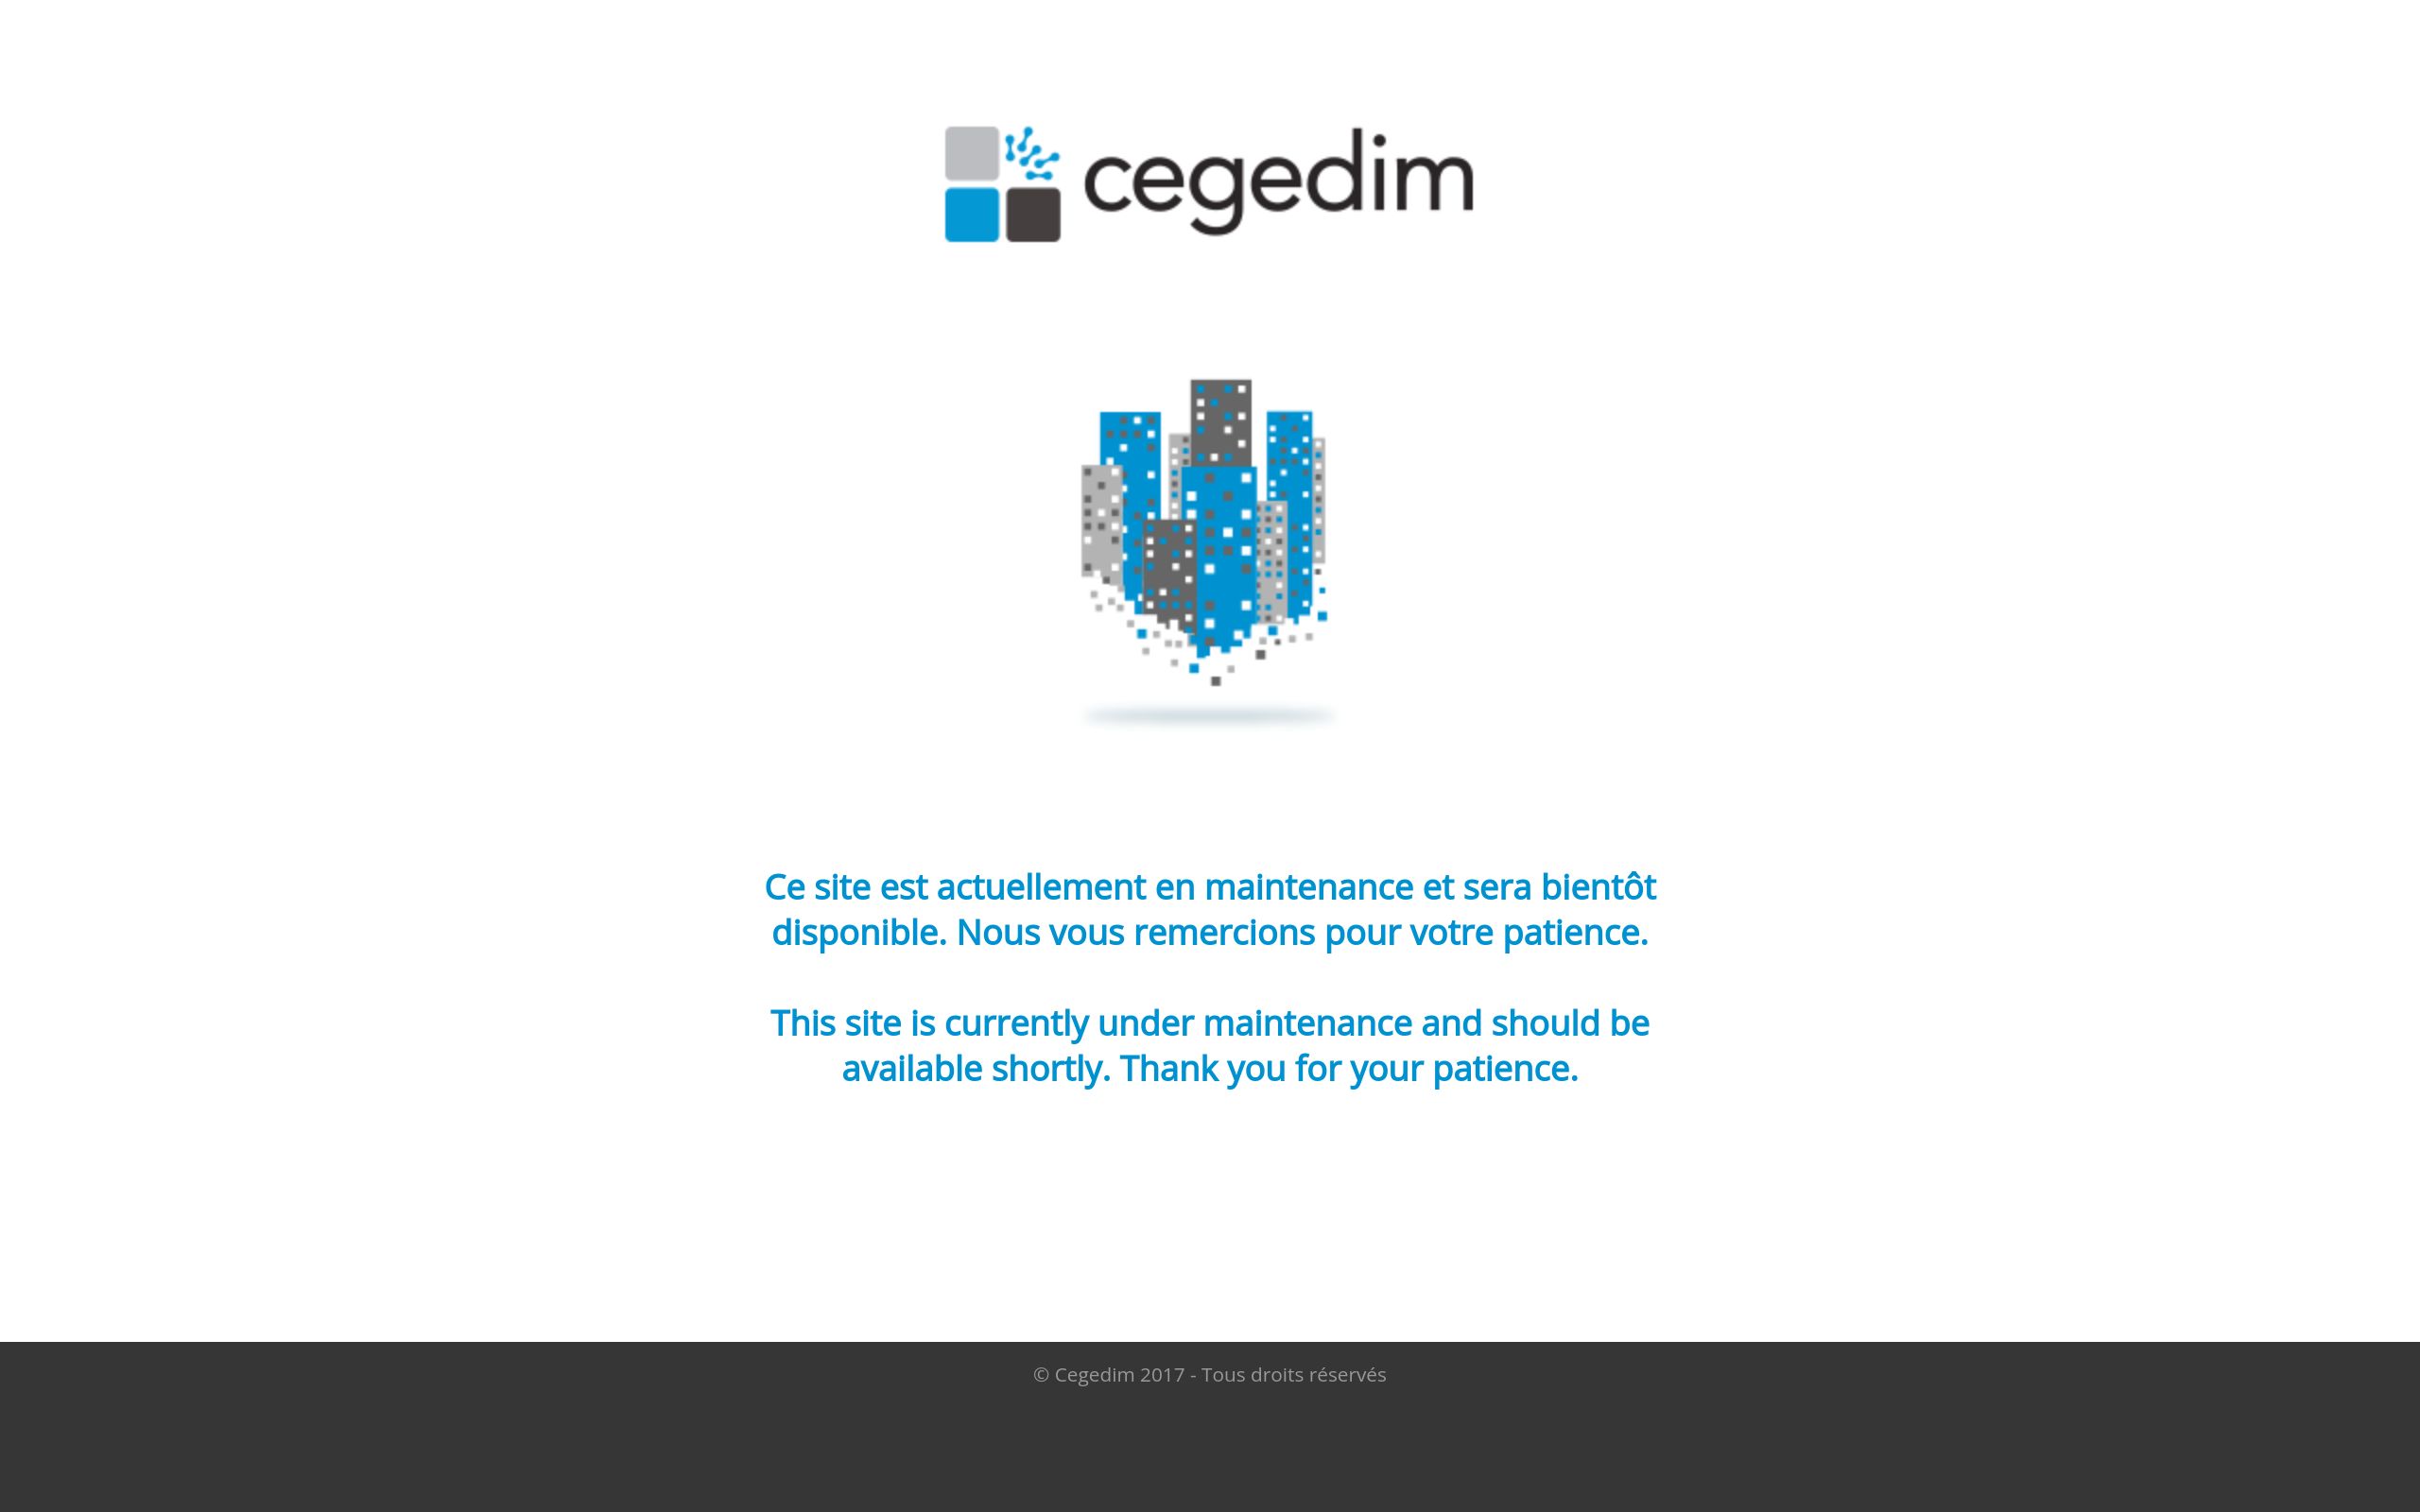 cegedim
Ce site est actuellement en maintenance et sera bientôt
disponible. Nous vous remercions pour votre patience.
This site is currently under maintenance and should be
available shortly. Thank you for your patience.
© Cegedim 2017 - Tous droits réservés